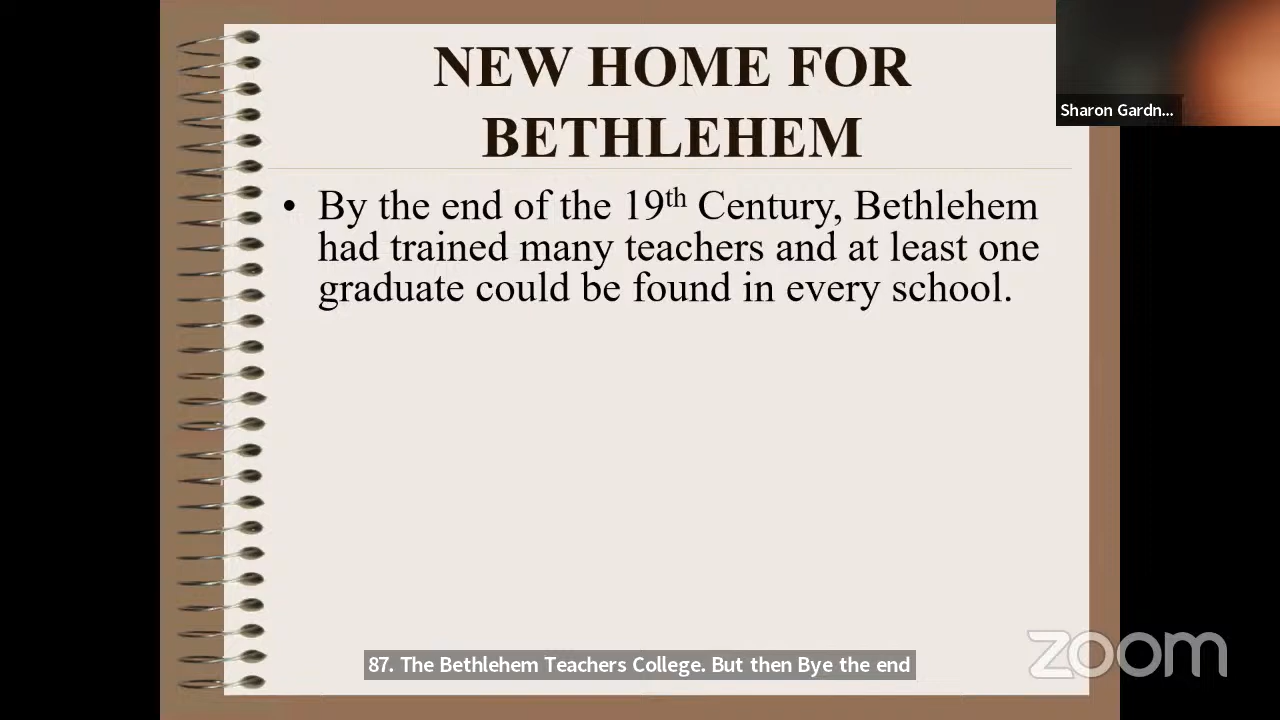 NEW HOME FOR
BETHLEHEM
Sharon Gardn...
• By the end of the 19th Century, Bethlehem
had trained many teachers and at least one
graduate could be found in every school.
87. The Bethlehem Teachers College. But then Bye the end
zoom